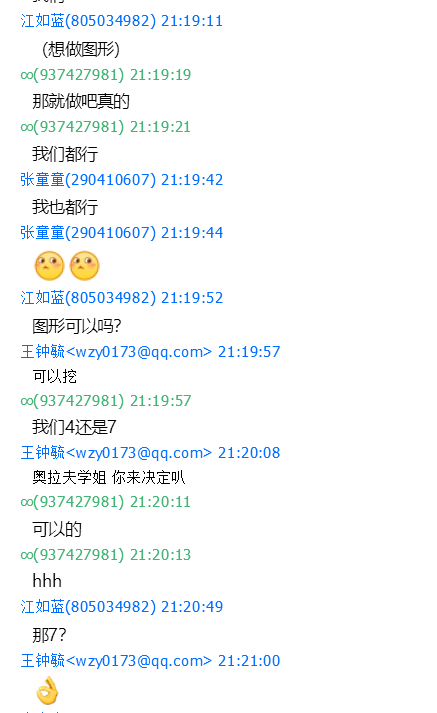 江如蓝(805034982) 21:19:11
（想做图形）
∞(937427981) 21:19:19
那就做吧真的
∞(937427981) 21:19:21
我们都行
张童童(290410607) 21:19:42
我也都行
张童童(290410607) 21:19:44
江如蓝(805034982) 21:19:52
图形可以吗?
王钟毓<wzy0173@qq.com> 21:19:57
可以挖
∞(937427981) 21:19:57
我们4还是7
王钟毓<wzy0173@qq.com> 21:20:08
奥拉夫学姐 你来决定叭
∞(937427981) 21:20:11
可以的
∞(937427981) 21:20:13
hhh
江如蓝(805034982) 21:20:49
那7?
王钟毓<wzy0173@qq.com> 21:21:00